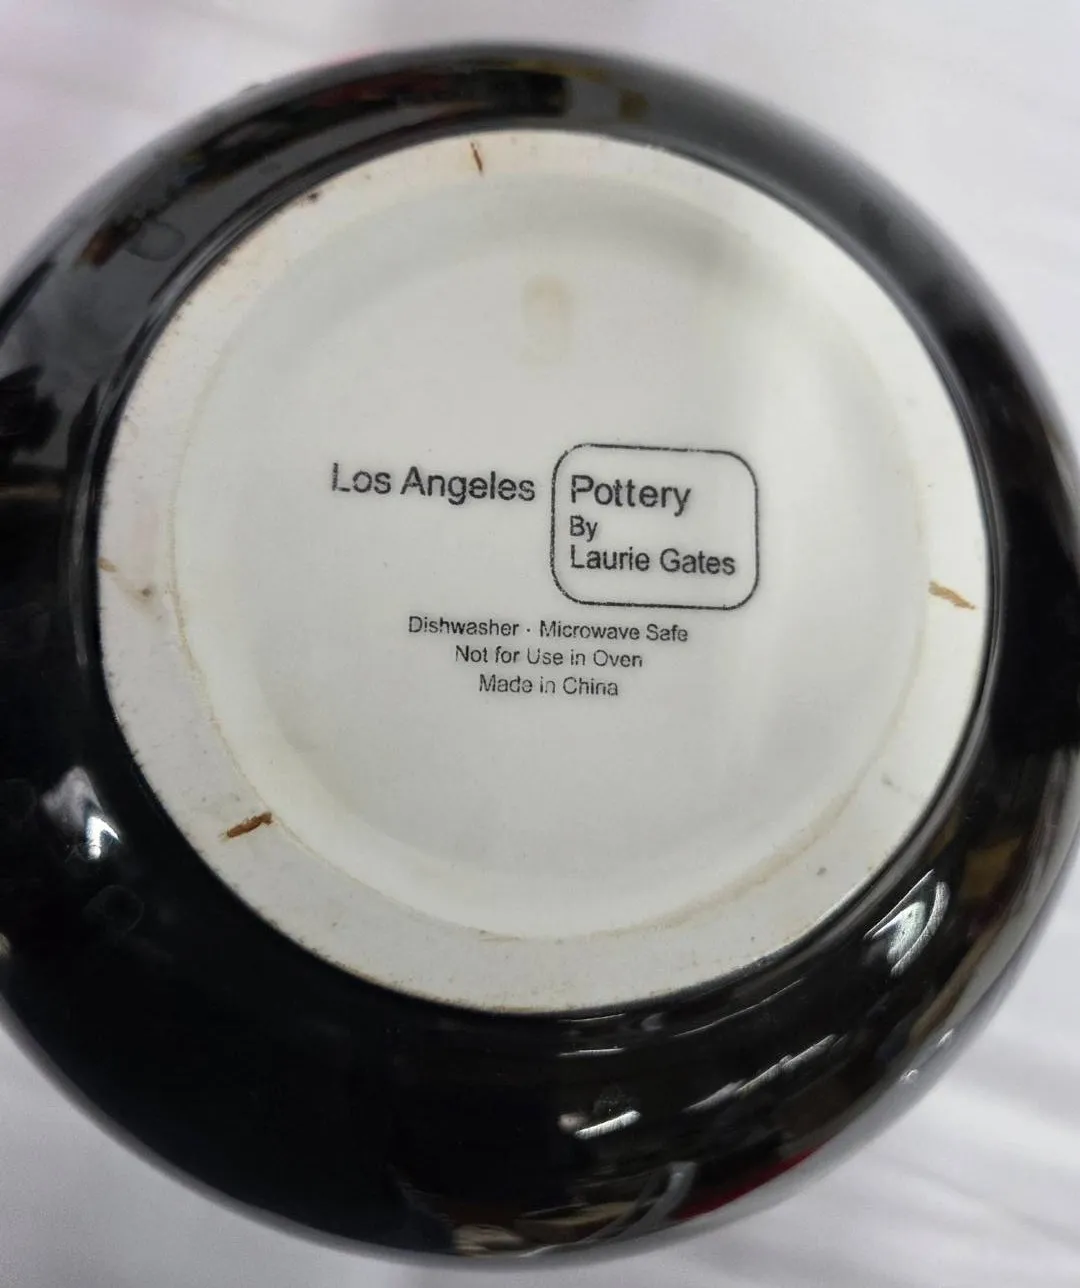 Los Angeles Pottery
By
Laurie Gates
Dishwasher · Microwave Safe
Not for Use in Oven
Made in China